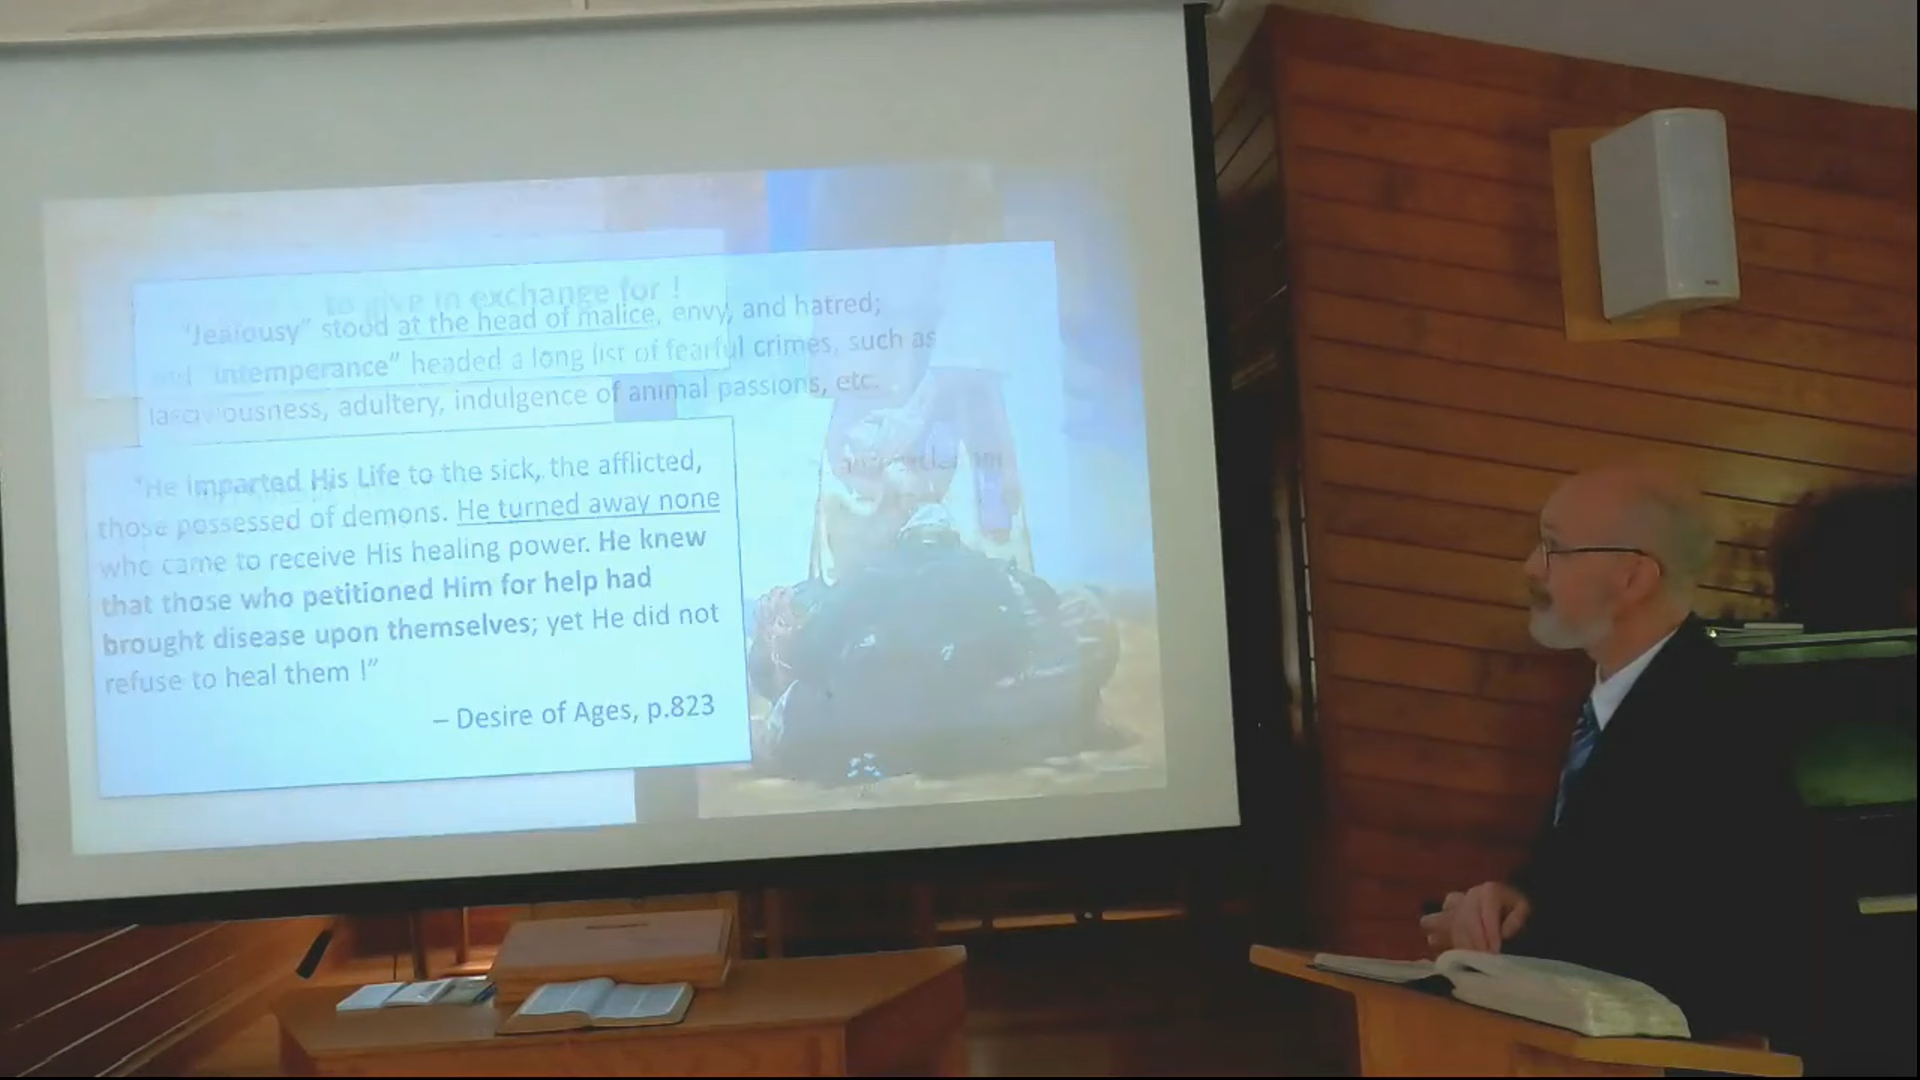 to give in exchange for !
"Jealousy" stood at the head of malice, envy, and hatred;
and "intemperance" headed a long list of fearful crimes, such as
lasciviousness, adultery, indulgence of animal passions, etc.
"He imparted His Life to the sick, the afflicted,
those possessed of demons. He turned away none
who came to receive His healing power. He knew
that those who petitioned Him for help had
brought disease upon themselves; yet He did not
refuse to heal them !"
– Desire of Ages, p.823